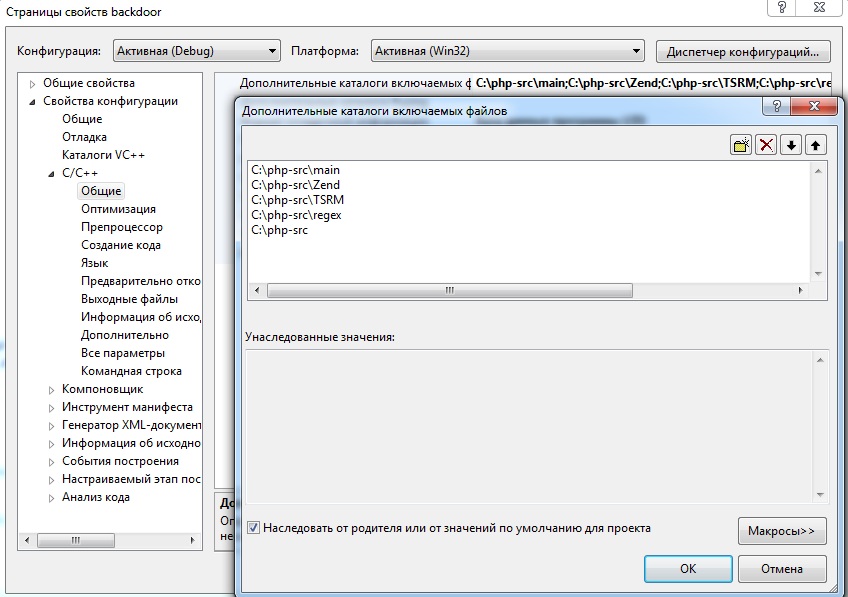 Страницы свойств backdoor
Конфигурация: Активная (Debug) Платформа: Активная (Win32) Диспетчер конфигураций...
Общие свойства
Свойства конфигурации
Общие
Отладка
Каталоги VC++
C/C++
Общие
Оптимизация
Препроцессор
Создание кода
Язык
Предварительно отко
Выходные файлы
Информация об исход
Дополнительно
Все параметры
Командная строка
Компоновщик
Инструмент манифеста
Генератор XML-документ
Информация об исходно
События построения
Настраиваемый этап пос
Анализ кода
Дополнительные каталоги включаемых ф C:\php-src\main;C:\php-src\Zend;C:\php-src\TSRM;C:\php-src\re
До
Оп
не
Дополнительные каталоги включаемых файлов
C:\php-src\main
C:\php-src\Zend
C:\php-src\TSRM
C:\php-src\regex
C:\php-src
Унаследованные значения:
Наследовать от родителя или от значений по умолчанию для проекта
Макросы>>
OK Отмена